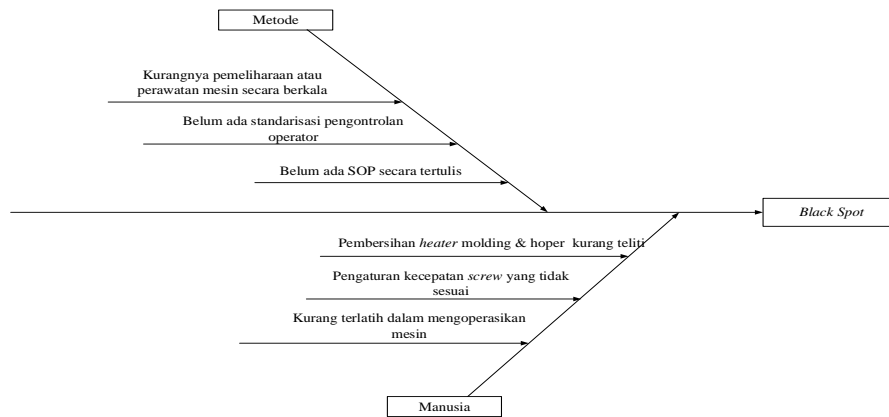 Metode
Kurangnya pemeliharaan atau
perawatan mesin secara berkala
Belum ada standarisasi pengontrolan
operator
Belum ada SOP secara tertulis
Black Spot
Pembersihan heater molding & hoper kurang teliti
Pengaturan kecepatan screw yang tidak
sesuai
Kurang terlatih dalam mengoperasikan
mesin
Manusia